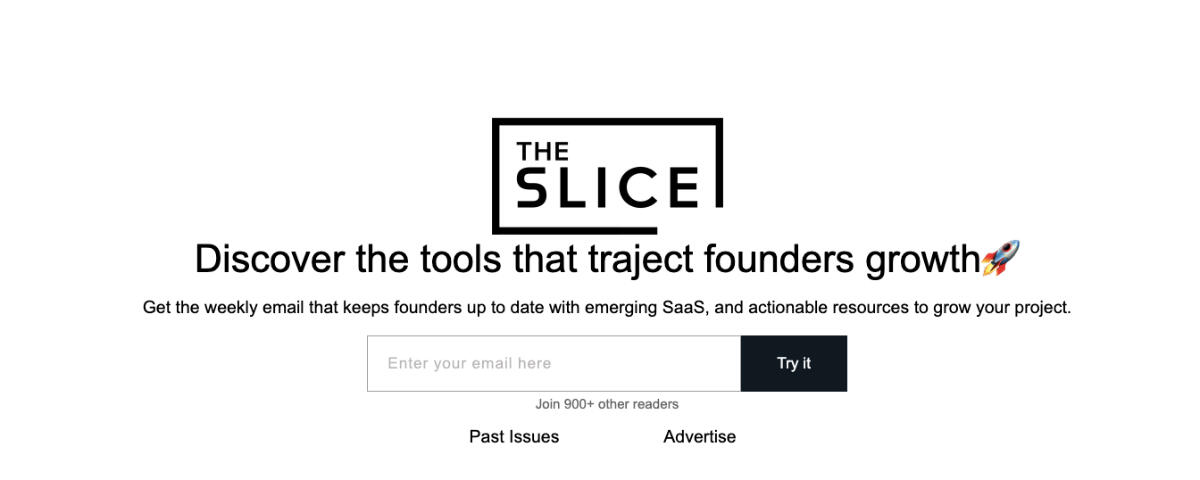 THE
SLICE
Discover the tools that traject founders growth🚀
Get the weekly email that keeps founders up to date with emerging SaaS, and actionable resources to grow your project.
Enter your email here
Try it
Join 900+ other readers
Past Issues
Advertise